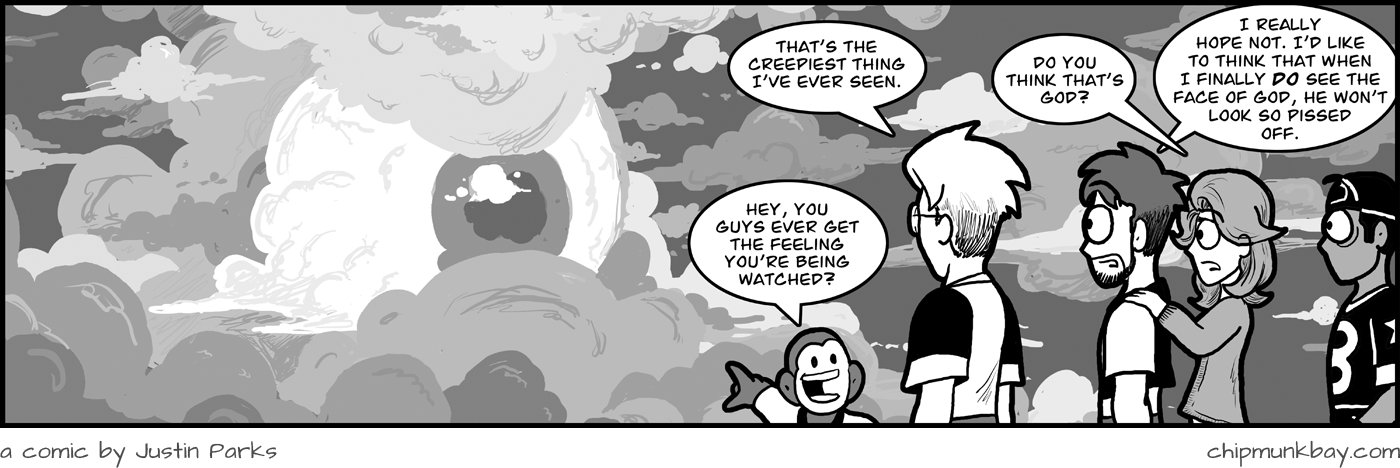 THAT'S THE
CREEPIEST THING
I'VE EVER SEEN.
HEY, YOU
GUYS EVER GET
THE FEELING
YOU'RE BEING
WATCHED?
DO YOU
THINK THAT'S
GOD?
I REALLY
HOPE NOT. I'D LIKE
TO THINK THAT WHEN
I FINALLY DO SEE THE
FACE OF GOD, HE WON'T
LOOK SO PISSED
OFF.
3
a comic by Justin Parks
chipmunkbay.com